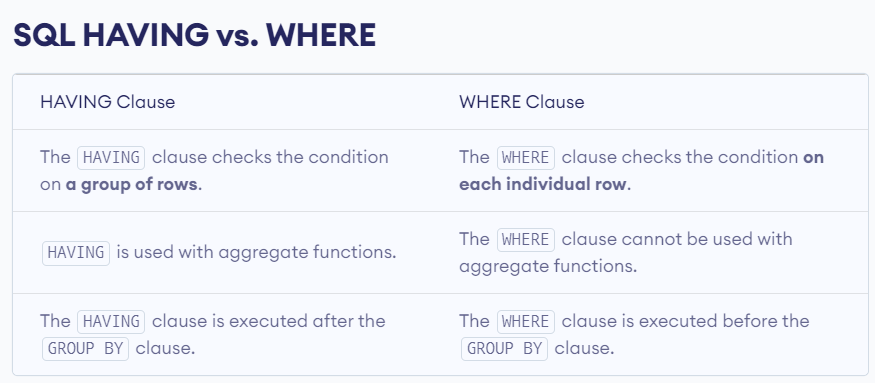 SQL HAVING vs. WHERE
HAVING Clause
WHERE Clause
The HAVING clause checks the condition
on a group of rows.
The WHERE clause checks the condition on
each individual row.
HAVING is used with aggregate functions.
The WHERE clause cannot be used with
aggregate functions.
The HAVING clause is executed after the
GROUP BY clause.
The WHERE clause is executed before the
GROUP BY clause.